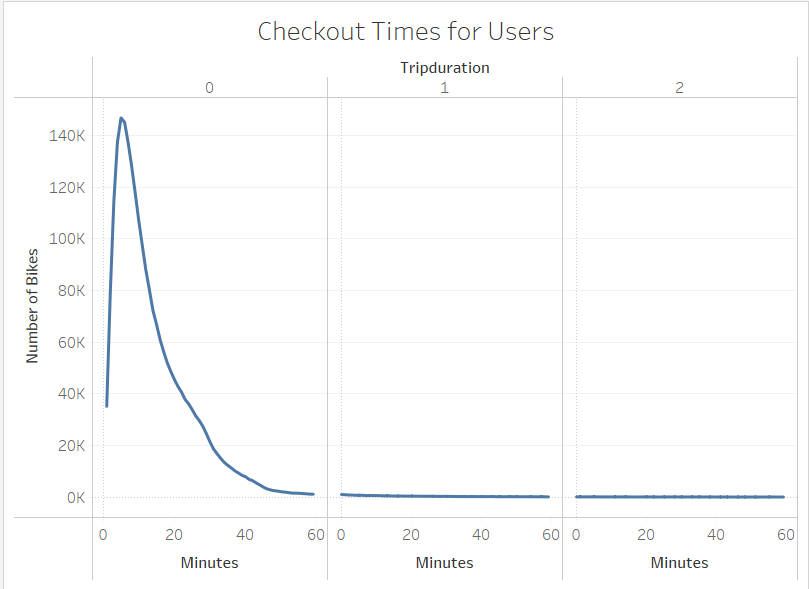 Checkout Times for Users
Tripduration
0 1 2
140K
120K
100K
80K
60K
40K
20K
0K
Number of Bikes
0 20 40 60 0 20 40 60 0 20 40 60
Minutes Minutes Minutes